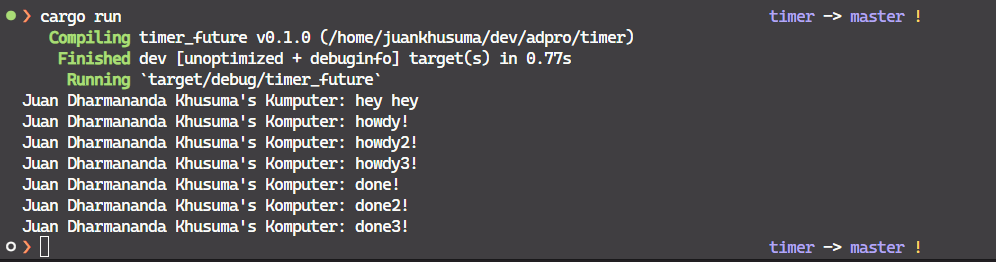 ❯ cargo run timer -> master !
Compiling timer_future v0.1.0 (/home/juankhusuma/dev/adpro/timer)
Finished dev [unoptimized + debuginfo] target(s) in 0.77s
Running `target/debug/timer_future`
Juan Dharmananda Khusuma's Kumputer: hey hey
Juan Dharmananda Khusuma's Komputer: howdy!
Juan Dharmananda Khusuma's Komputer: howdy2!
Juan Dharmananda Khusuma's Komputer: howdy3!
Juan Dharmananda Khusuma's Komputer: done!
Juan Dharmananda Khusuma's Komputer: done2!
Juan Dharmananda Khusuma's Komputer: done3!
❯ timer -> master !